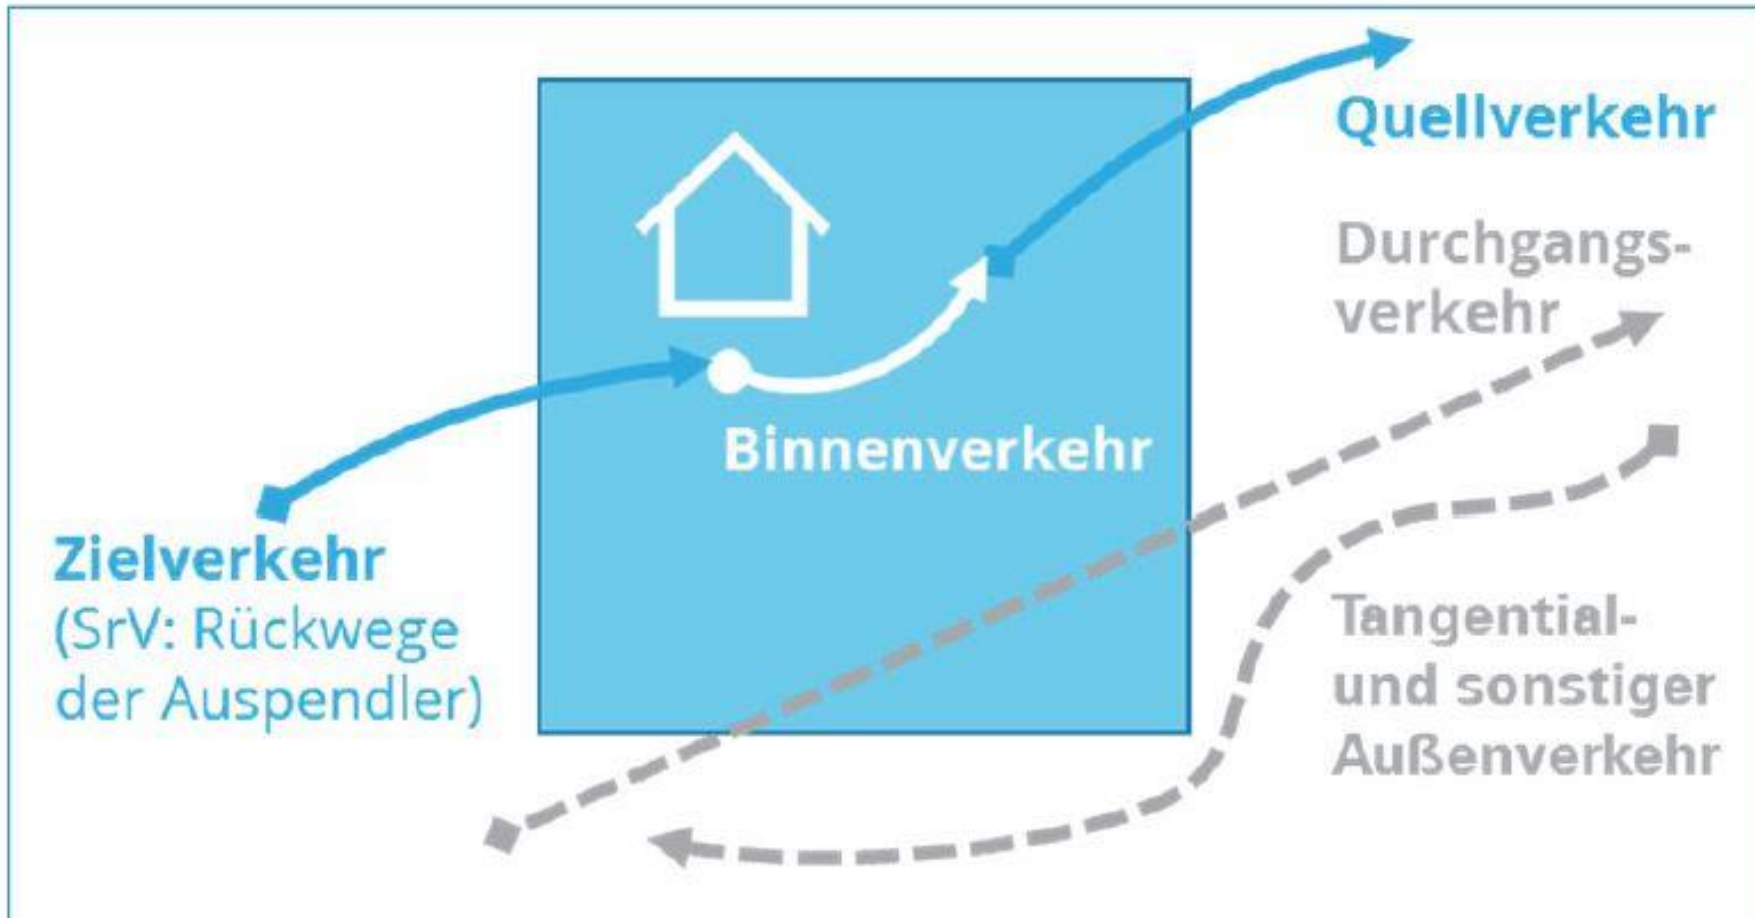 Quellverkehr
Durchgangs-
verkehr
Binnenverkehr
Zielverkehr
(SrV: Rückwege
der Auspendler)
Tangential-
und sonstiger
Außenverkehr